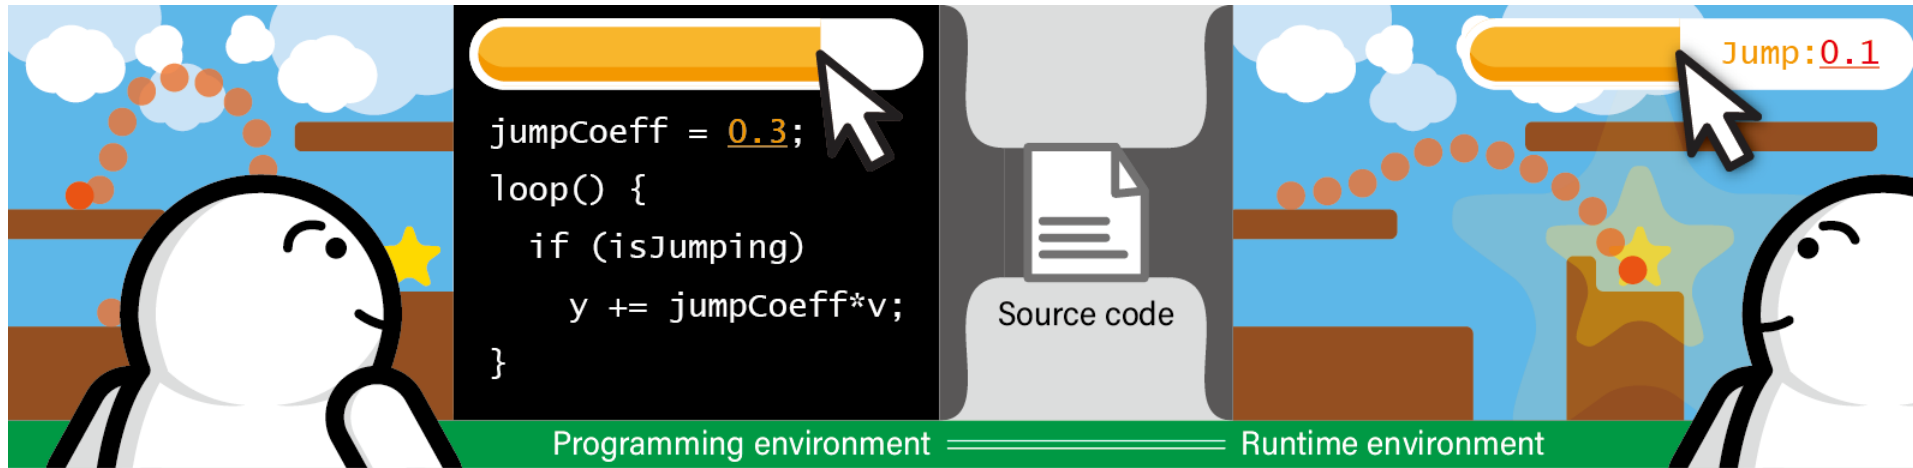 jumpCoeff = 0.3;
loop() {
if (isJumping)
y += jumpCoeff*v;
}
Source code
Jump:0.1
Programming environment
Runtime environment